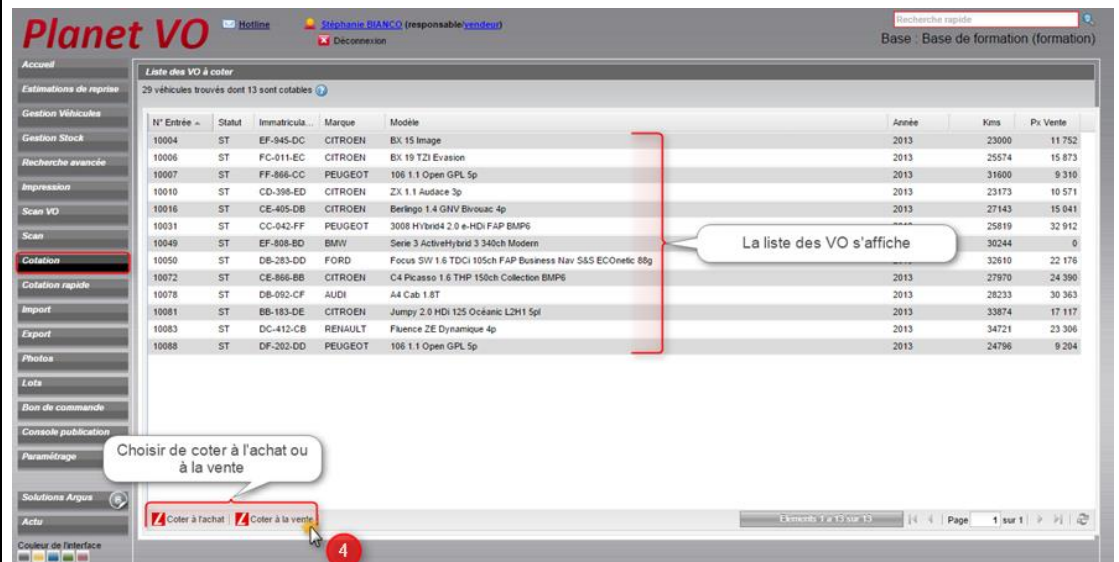 Planet VO
Hotline
Stéphanie BIANCO (responsable/vendeur)
Déconnexion
Recherche rapide
Base : Base de formation (formation)
Accueil
Estimations de reprise
Gestion Véhicules
Gestion Stock
Recherche avancée
Impression
Scan VO
Scan
Cotation
Cotation rapide
Import
Export
Photos
Lots
Bon de commande
Console publication
Paramétrage
Solutions Argus
Actu
Couleur de l'interface
Liste des VO à coter
29 véhicules trouvés dont 13 sont cotables
N° Entrée Statut Immatricula... Marque Modèle Année Kms Px Vente
10004 ST EF-945-DC CITROEN BX 15 Image 2013 23000 11 752
10006 ST FC-011-EC CITROEN BX 19 TZI Evasion 2013 25574 15 873
10007 ST FF-866-CC PEUGEOT 106 1.1 Open GPL 5p 2013 31600 9 310
10010 ST CD-398-ED CITROEN ZX 1.1 Audace 3p 2013 23173 10 571
10016 ST CE-405-DB CITROEN Berlingo 1.4 GNV Bivouac 4p 2013 27143 15 041
10031 ST CC-042-FF PEUGEOT 3008 HYbrid4 2.0 e-HDi FAP BMP6 25819 32 912
10049 ST EF-808-BD BMW Serie 3 ActiveHybrid 3 340ch Modern 30244 0
10050 ST DB-283-DD FORD Focus SW 1.6 TDCi 105ch FAP Business Nav S&S ECOnetic 88g 32610 22 176
10072 ST CE-866-BB CITROEN C4 Picasso 1.6 THP 150ch Collection BMP6 2013 27970 24 390
10078 ST DB-092-CF AUDI A4 Cab 1.8T 2013 28233 30 363
10081 ST BB-183-DE CITROEN Jumpy 2.0 HDi 125 Océanic L2H1 5pl 2013 33874 17 117
10083 ST DC-412-CB RENAULT Fluence ZE Dynamique 4p 2013 34721 23 306
10088 ST DF-202-DD PEUGEOT 106 1.1 Open GPL 5p 2013 24796 9 204
La liste des VO s'affiche
Choisir de coter à l'achat ou
à la vente
Coter à l'achat Coter à la vente
4
Elements 1 a 13 sur 13
Page 1 sur 1